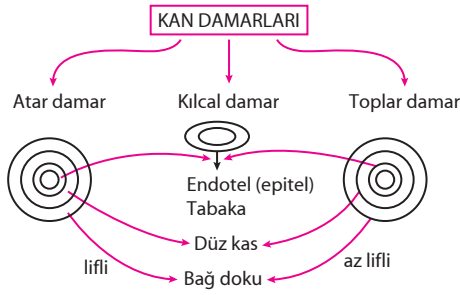 KAN DAMARLARI
Atar damar
Kılcal damar
Toplar damar
Endotel (epitel)
Tabaka
Düz kas
lifli
az lifli
Bağ doku